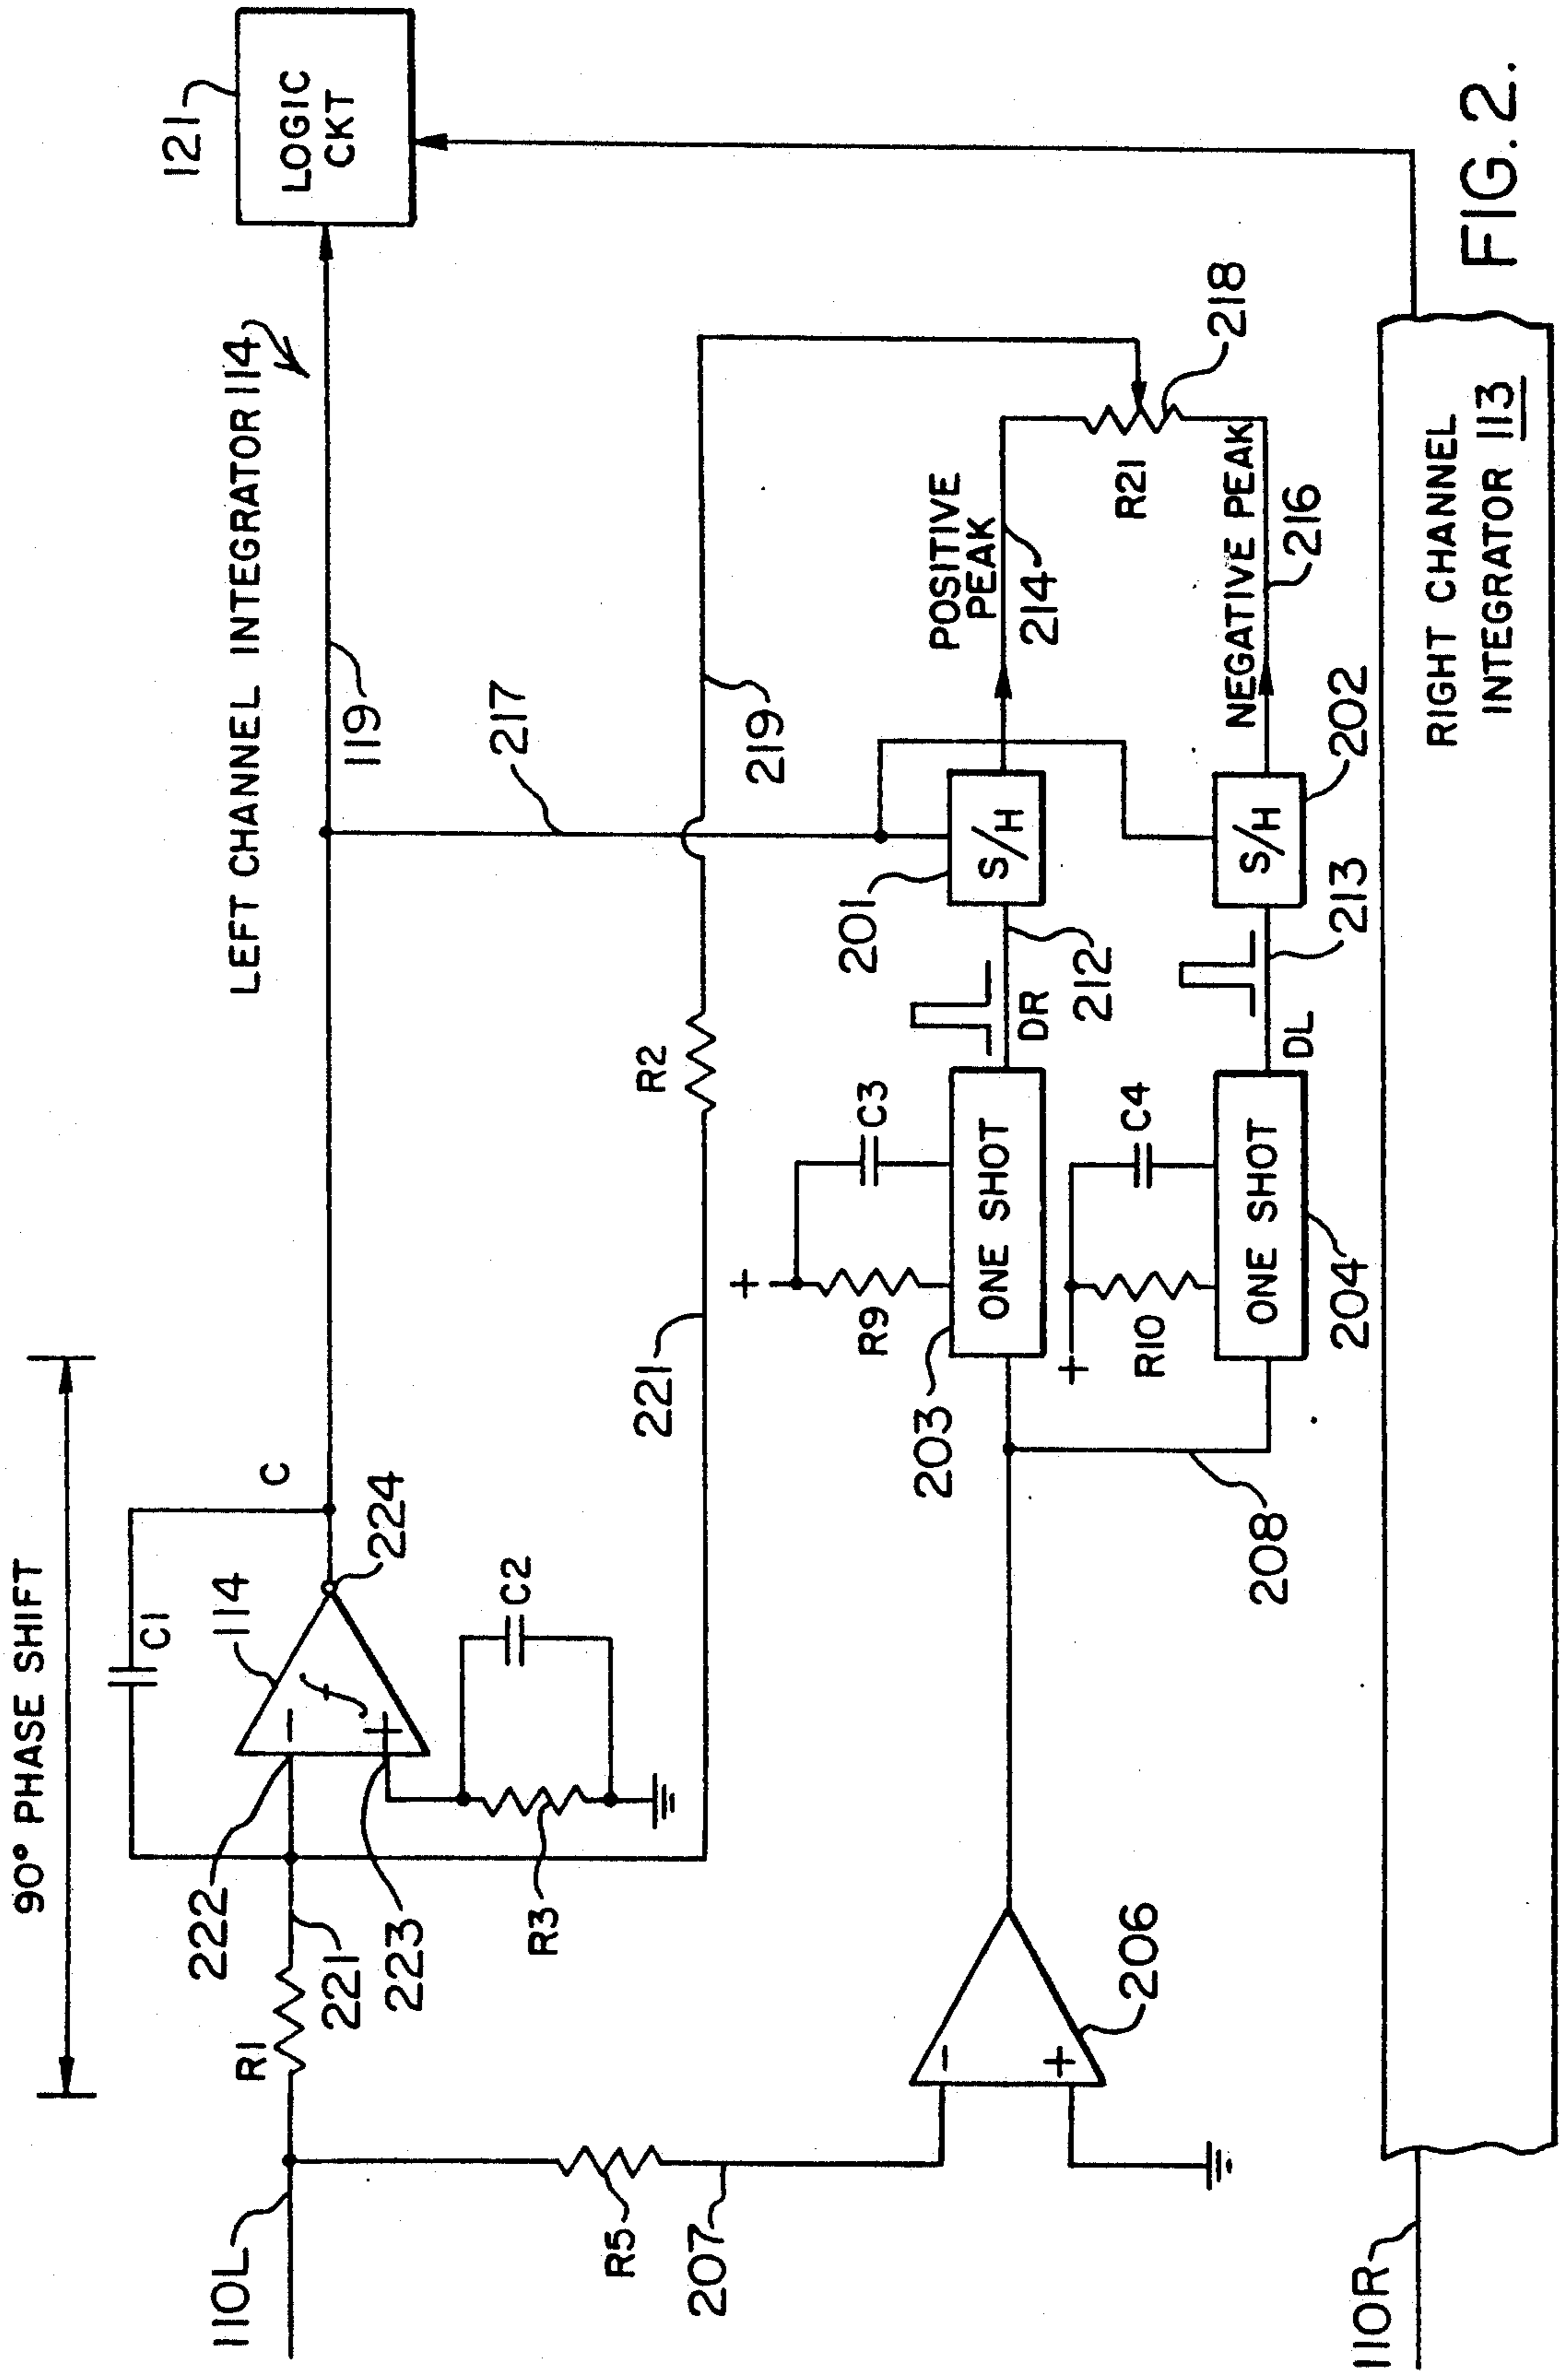 90° PHASE SHIFT
LEFT CHANNEL INTEGRATOR 114
121
LOGIC
CKT
C1
C
114
224
-
+
∫
222
223
C2
R3
110L
R1
221
119
217
R2
221
219
R5
207
-
+
206
208
+
R9
C3
203
ONE SHOT
DR
212
201
S/H
POSITIVE
PEAK
214
R21
218
+
R10
C4
ONE SHOT
204
DL
213
S/H
202
NEGATIVE PEAK
216
110R
RIGHT CHANNEL
INTEGRATOR 113
FIG. 2.